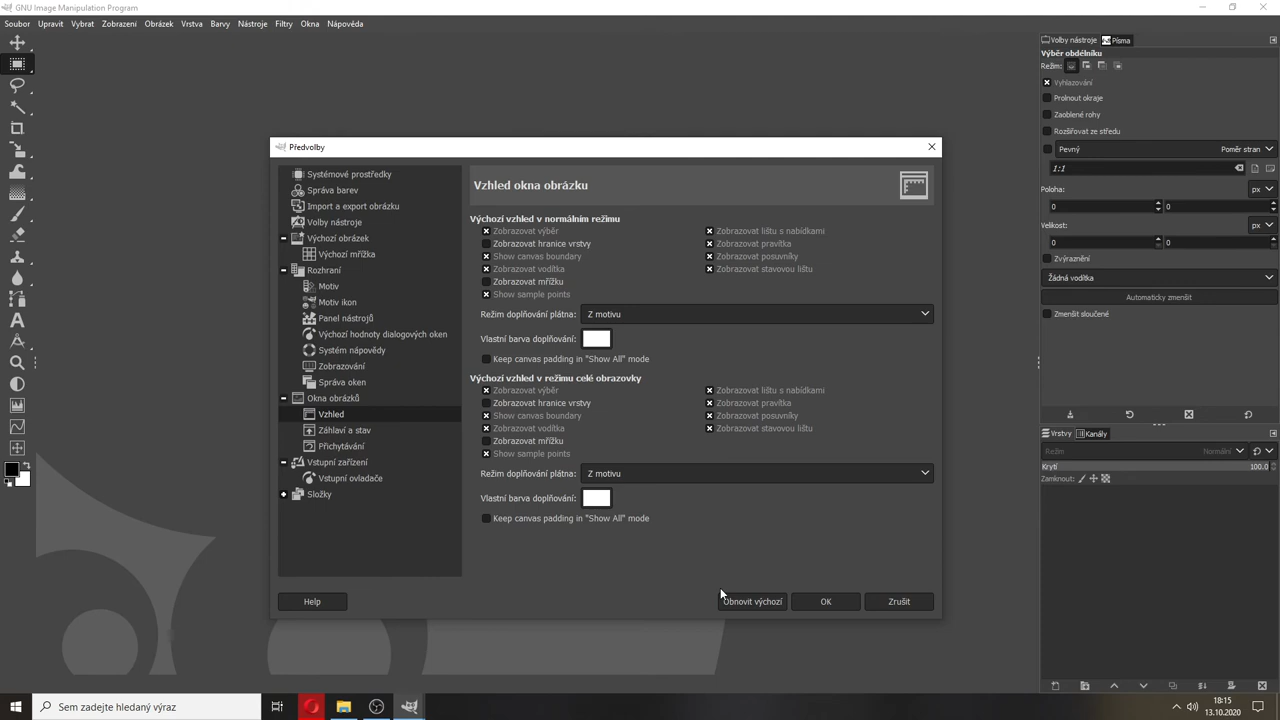 GNU Image Manipulation Program
Soubor Upravit Vybrat Zobrazení Obrázek Vrstva Barvy Nástroje Filtry Okna Nápověda
Předvolby
Systémové prostředky
Správa barev
Import a export obrázku
Volby nástroje
Výchozí obrázek
Výchozí mřížka
Rozhraní
Motiv
Motiv ikon
Panel nástrojů
Výchozí hodnoty dialogových oken
Systém nápovědy
Zobrazování
Správa oken
Okna obrázků
Vzhled
Záhlaví a stav
Přichytávání
Vstupní zařízení
Vstupní ovladače
Složky
Vzhled okna obrázku
Výchozí vzhled v normálním režimu
Zobrazovat výběr Zobrazovat lištu s nabídkami
Zobrazovat hranice vrstvy Zobrazovat pravítka
Show canvas boundary Zobrazovat posuvníky
Zobrazovat vodítka Zobrazovat stavovou lištu
Zobrazovat mřížku
Show sample points
Režim doplňování plátna: Z motivu
Vlastní barva doplňování:
Keep canvas padding in "Show All" mode
Výchozí vzhled v režimu celé obrazovky
Zobrazovat výběr Zobrazovat lištu s nabídkami
Zobrazovat hranice vrstvy Zobrazovat pravítka
Show canvas boundary Zobrazovat posuvníky
Zobrazovat vodítka Zobrazovat stavovou lištu
Zobrazovat mřížku
Show sample points
Režim doplňování plátna: Z motivu
Vlastní barva doplňování:
Keep canvas padding in "Show All" mode
Help Obnovit výchozí OK Zrušit
Volby nástroje Písma
Výběr obdélníku
Režim:
Vyhlazování
Prolnout okraje
Zaoblené rohy
Rozšiřovat ze středu
Pevný Poměr stran
1:1
Poloha: px
0 0
Velikost: px
0 0
Zvýraznění
Žádná vodítka
Automaticky zmenšit
Zmenšit sloučené
Vrstvy Kanály
Režim Normální
Krytí 100.0
Zamknout:
Sem zadejte hledaný výraz
18:15
13.10.2020